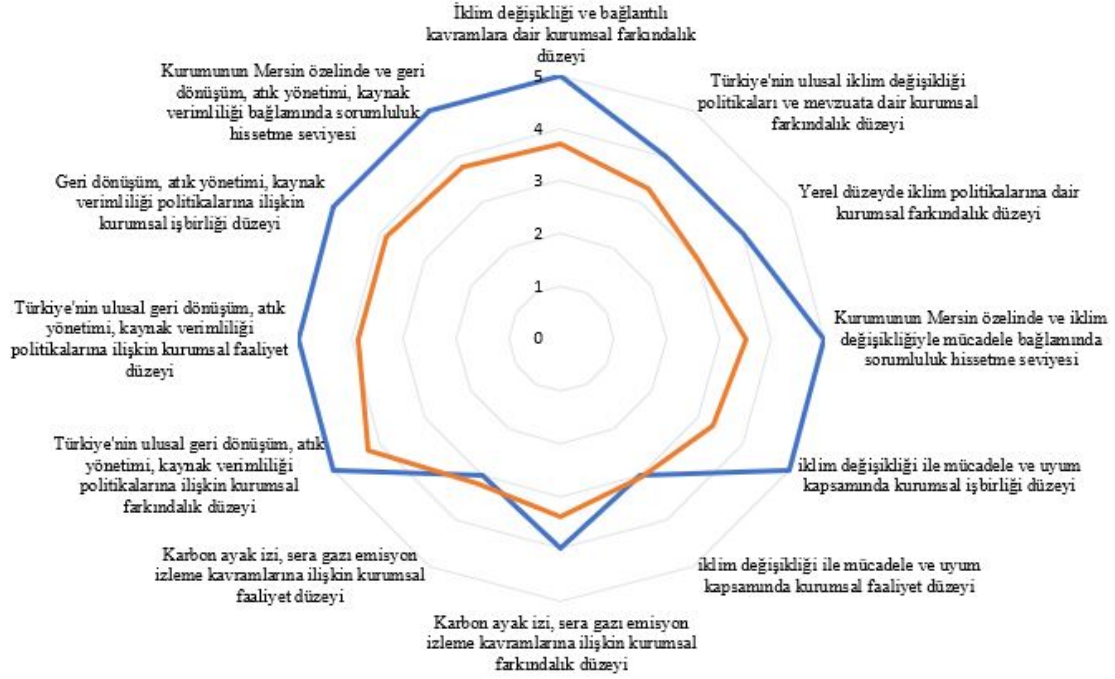 İklim değişikliği ve bağlantılı
kavramlara dair kurumsal farkındalık
düzeyi
Türkiye'nin ulusal iklim değişikliği
politikaları ve mevzuata dair kurumsal
farkındalık düzeyi
Yerel düzeyde iklim politikalarına dair
kurumsal farkındalık düzeyi
Kurumunun Mersin özelinde ve iklim
değişikliğiyle mücadele bağlamında
sorumluluk hissetme seviyesi
iklim değişikliği ile mücadele ve uyum
kapsamında kurumsal işbirliği düzeyi
iklim değişikliği ile mücadele ve uyum
kapsamında kurumsal faaliyet düzeyi
Karbon ayak izi, sera gazı emisyon
izleme kavramlarına ilişkin kurumsal
farkındalık düzeyi
Karbon ayak izi, sera gazı emisyon
izleme kavramlarına ilişkin kurumsal
faaliyet düzeyi
Türkiye'nin ulusal geri dönüşüm, atık
yönetimi, kaynak verimliliği
politikalarına ilişkin kurumsal
farkındalık düzeyi
Türkiye'nin ulusal geri dönüşüm, atık
yönetimi, kaynak verimliliği
politikalarına ilişkin kurumsal faaliyet
düzeyi
Geri dönüşüm, atık yönetimi, kaynak
verimliliği politikalarına ilişkin
kurumsal işbirliği düzeyi
Kurumunun Mersin özelinde ve geri
dönüşüm, atık yönetimi, kaynak
verimliliği bağlamında sorumluluk
hissetme seviyesi
5
4
3
2
1
0